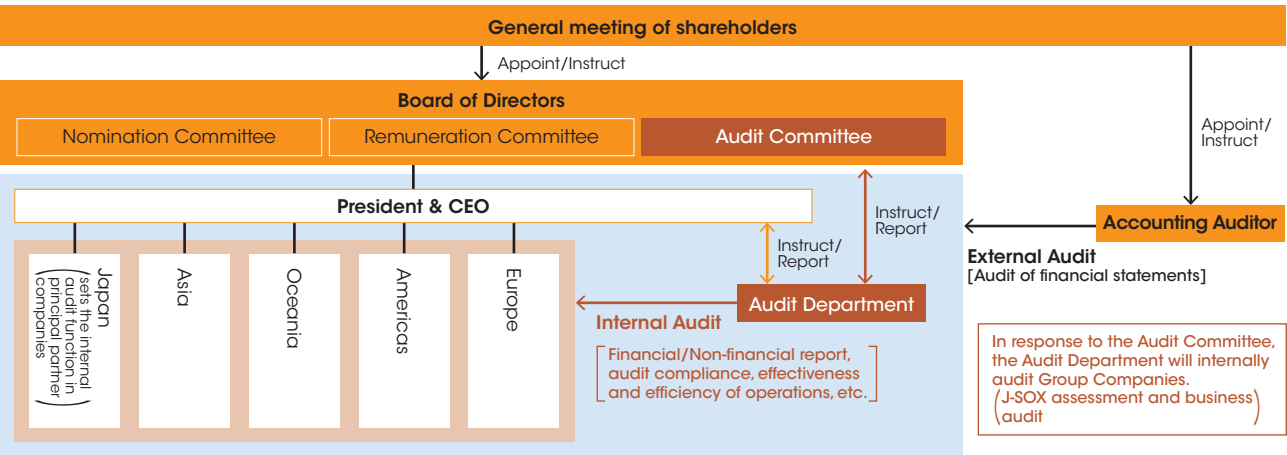 General meeting of shareholders
Appoint/Instruct
Board of Directors
Nomination Committee
Remuneration Committee
Audit Committee
Appoint/
Instruct
President & CEO
Instruct/
Report
Instruct/
Report
Accounting Auditor
External Audit
[Audit of financial statements]
Japan
(sets the internal
audit function in
principal partner
companies)
Asia
Oceania
Americas
Europe
Audit Department
Internal Audit
[Financial/Non-financial report,
audit compliance, effectiveness
and efficiency of operations, etc.]
In response to the Audit Committee,
the Audit Department will internally
audit Group Companies.
(J-SOX assessment and business
audit)